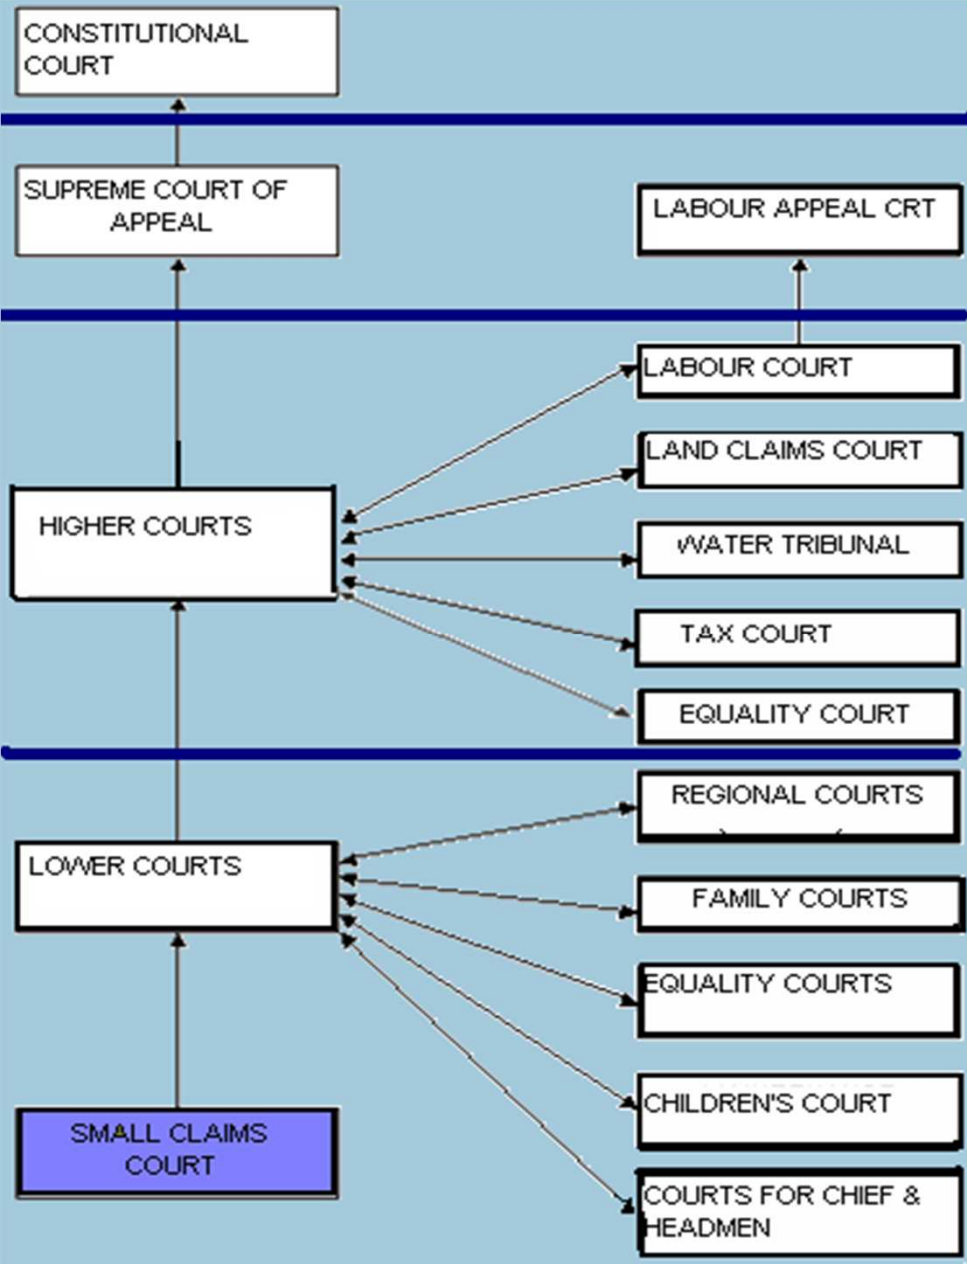 CONSTITUTIONAL
COURT
SUPREME COURT OF
APPEAL
LABOUR APPEAL CRT
LABOUR COURT
LAND CLAIMS COURT
HIGHER COURTS
WATER TRIBUNAL
TAX COURT
EQUALITY COURT
REGIONAL COURTS
LOWER COURTS
FAMILY COURTS
EQUALITY COURTS
CHILDREN'S COURT
SMALL CLAIMS
COURT
COURTS FOR CHIEF &
HEADMEN